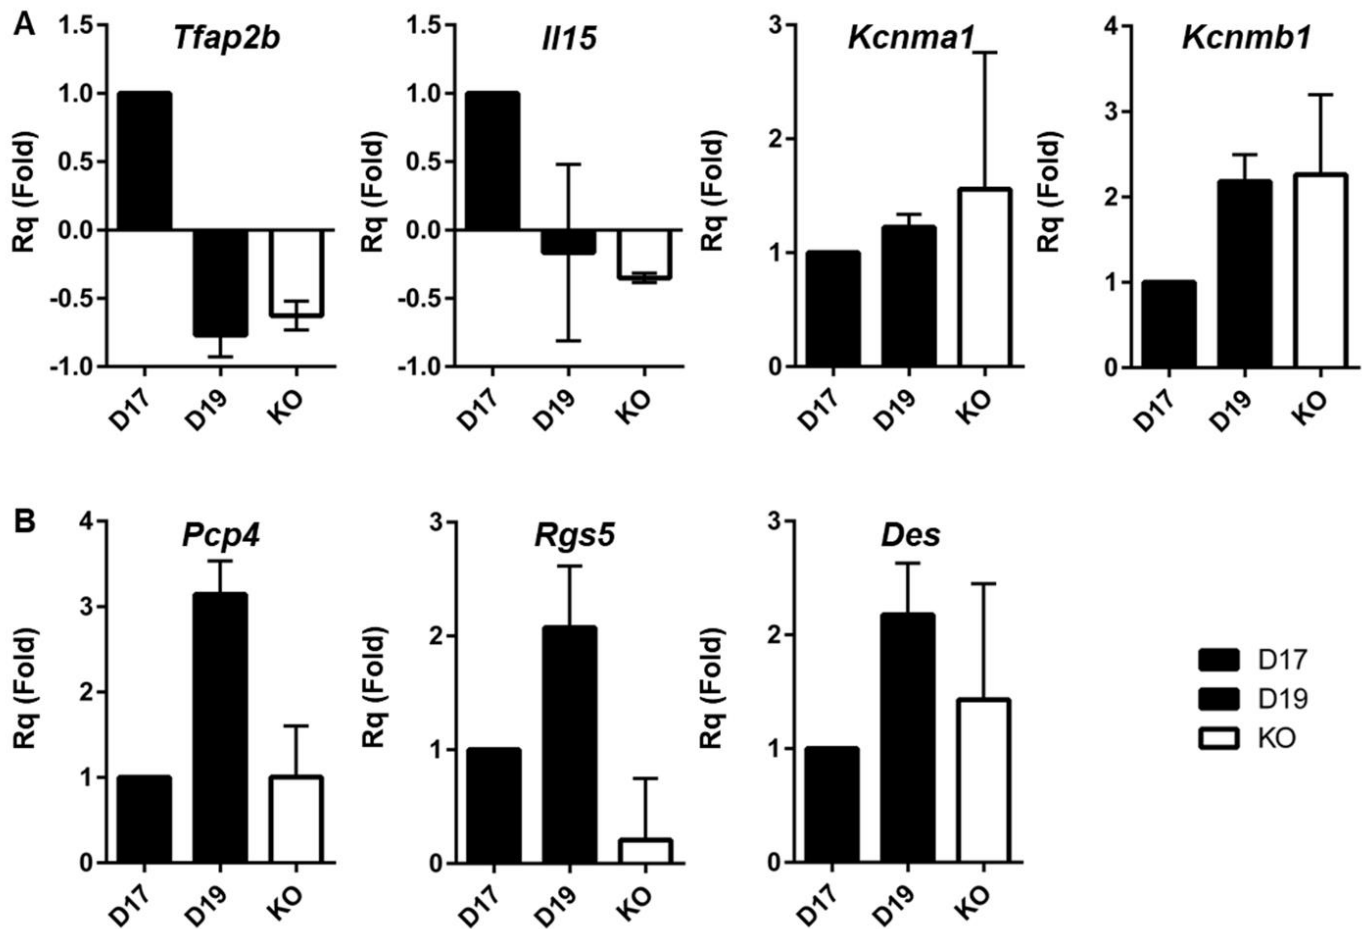 A
Tfap2b
Rq (Fold)
1.5
1.0
0.5
0.0
-0.5
-1.0
D17
D19
KO
Il15
Rq (Fold)
1.5
1.0
0.5
0.0
-0.5
-1.0
D17
D19
KO
Kcnma1
Rq (Fold)
3
2
1
0
D17
D19
KO
Kcnmb1
Rq (Fold)
4
3
2
1
0
D17
D19
KO
B
Pcp4
Rq (Fold)
4
3
2
1
0
D17
D19
KO
Rgs5
Rq (Fold)
3
2
1
0
D17
D19
KO
Des
Rq (Fold)
3
2
1
0
D17
D19
KO
D17
D19
KO